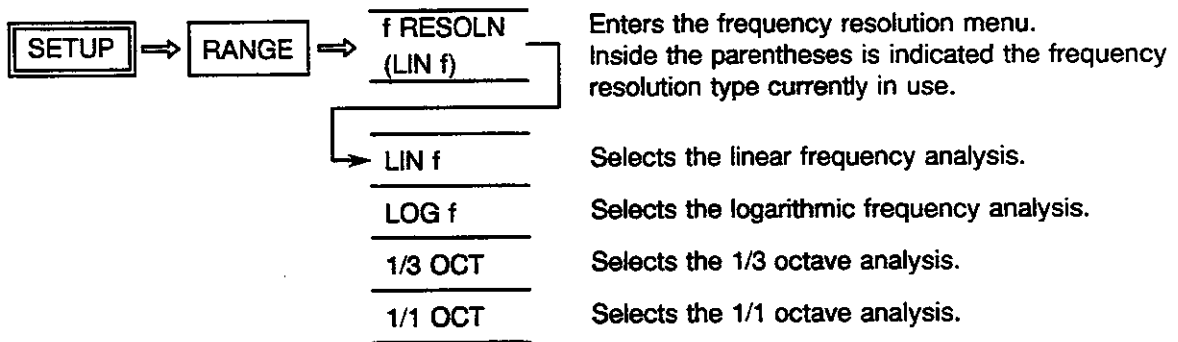 SETUP
RANGE
f RESOLN
(LIN f)
Enters the frequency resolution menu.
Inside the parentheses is indicated the frequency
resolution type currently in use.
LIN f
Selects the linear frequency analysis.
LOG f
Selects the logarithmic frequency analysis.
1/3 OCT
Selects the 1/3 octave analysis.
1/1 OCT
Selects the 1/1 octave analysis.